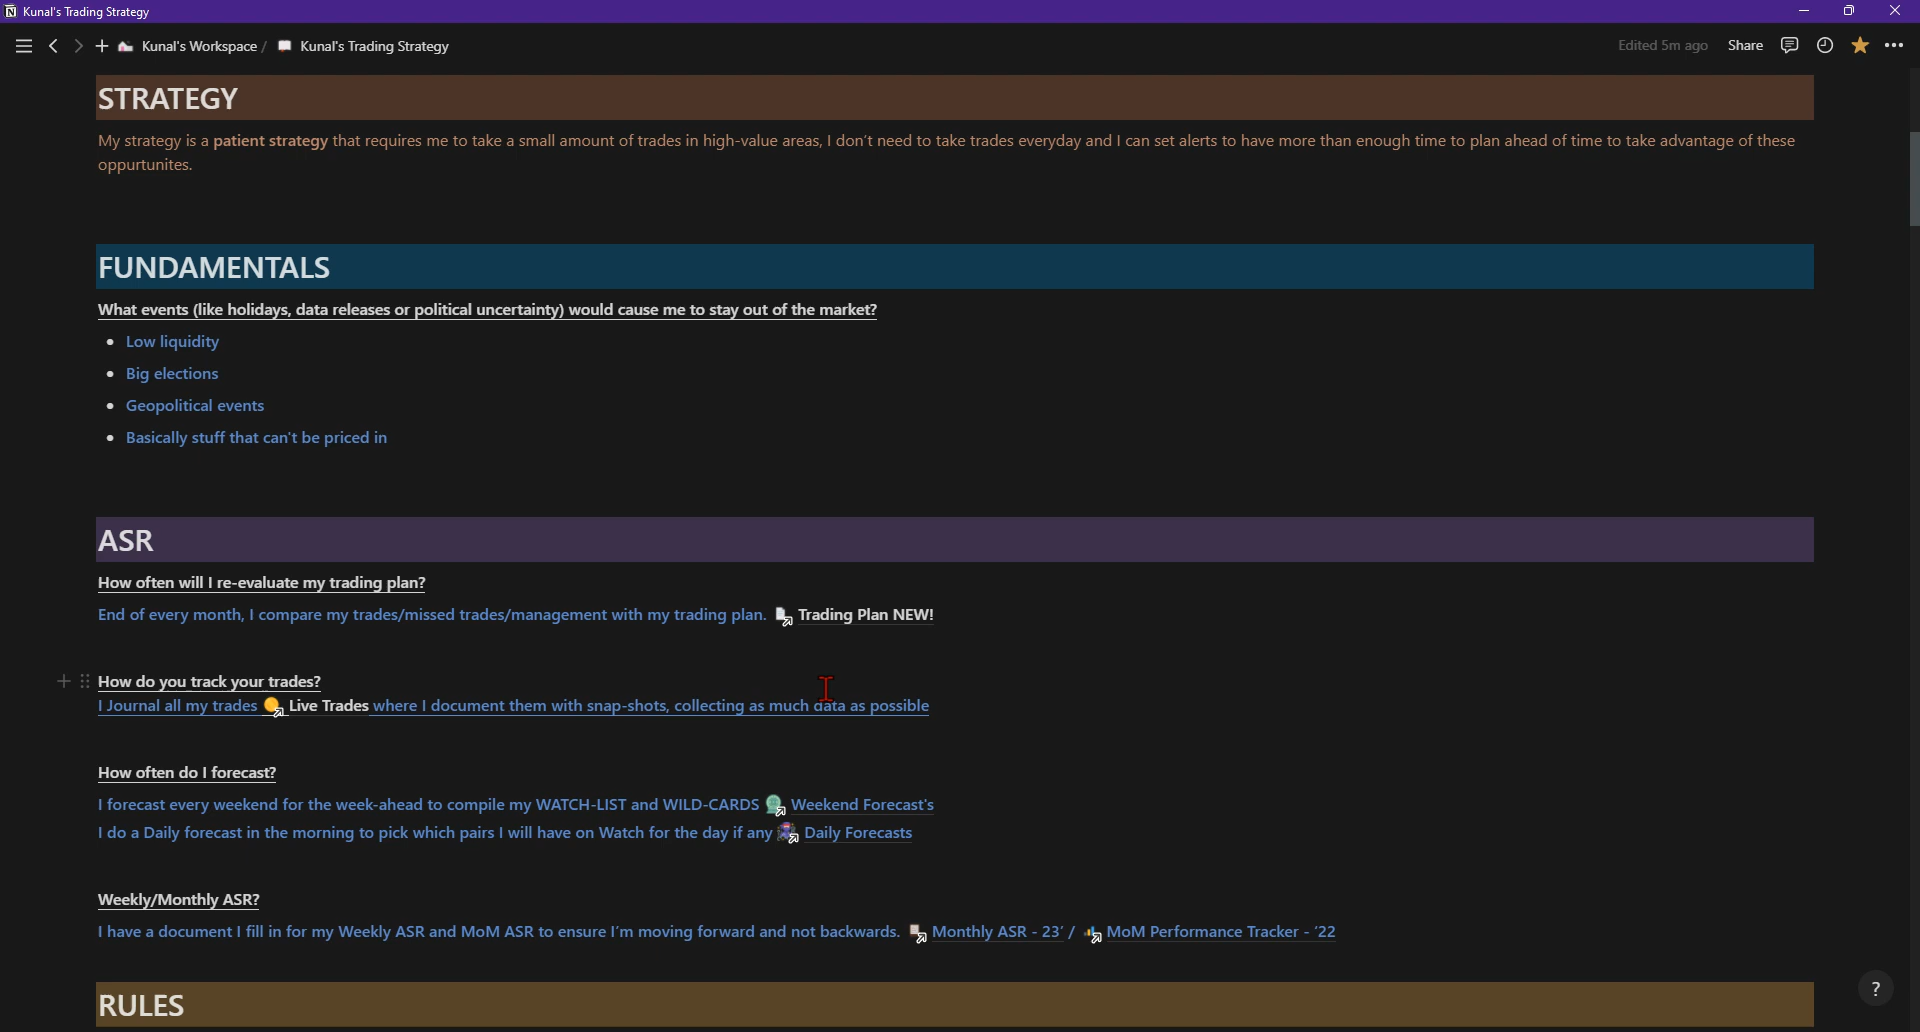 Kunal's Trading Strategy
Kunal's Workspace / Kunal's Trading Strategy
Edited 5m ago Share
STRATEGY
My strategy is a patient strategy that requires me to take a small amount of trades in high-value areas, I don't need to take trades everyday and I can set alerts to have more than enough time to plan ahead of time to take advantage of these
oppurtunites.
FUNDAMENTALS
What events (like holidays, data releases or political uncertainty) would cause me to stay out of the market?
• Low liquidity
• Big elections
• Geopolitical events
• Basically stuff that can't be priced in
ASR
How often will I re-evaluate my trading plan?
End of every month, I compare my trades/missed trades/management with my trading plan. Trading Plan NEW!
How do you track your trades?
I Journal all my trades Live Trades where I document them with snap-shots, collecting as much data as possible
How often do I forecast?
I forecast every weekend for the week-ahead to compile my WATCH-LIST and WILD-CARDS Weekend Forecast's
I do a Daily forecast in the morning to pick which pairs I will have on Watch for the day if any Daily Forecasts
Weekly/Monthly ASR?
I have a document I fill in for my Weekly ASR and MoM ASR to ensure I'm moving forward and not backwards. Monthly ASR - 23' / MoM Performance Tracker - '22
RULES
?